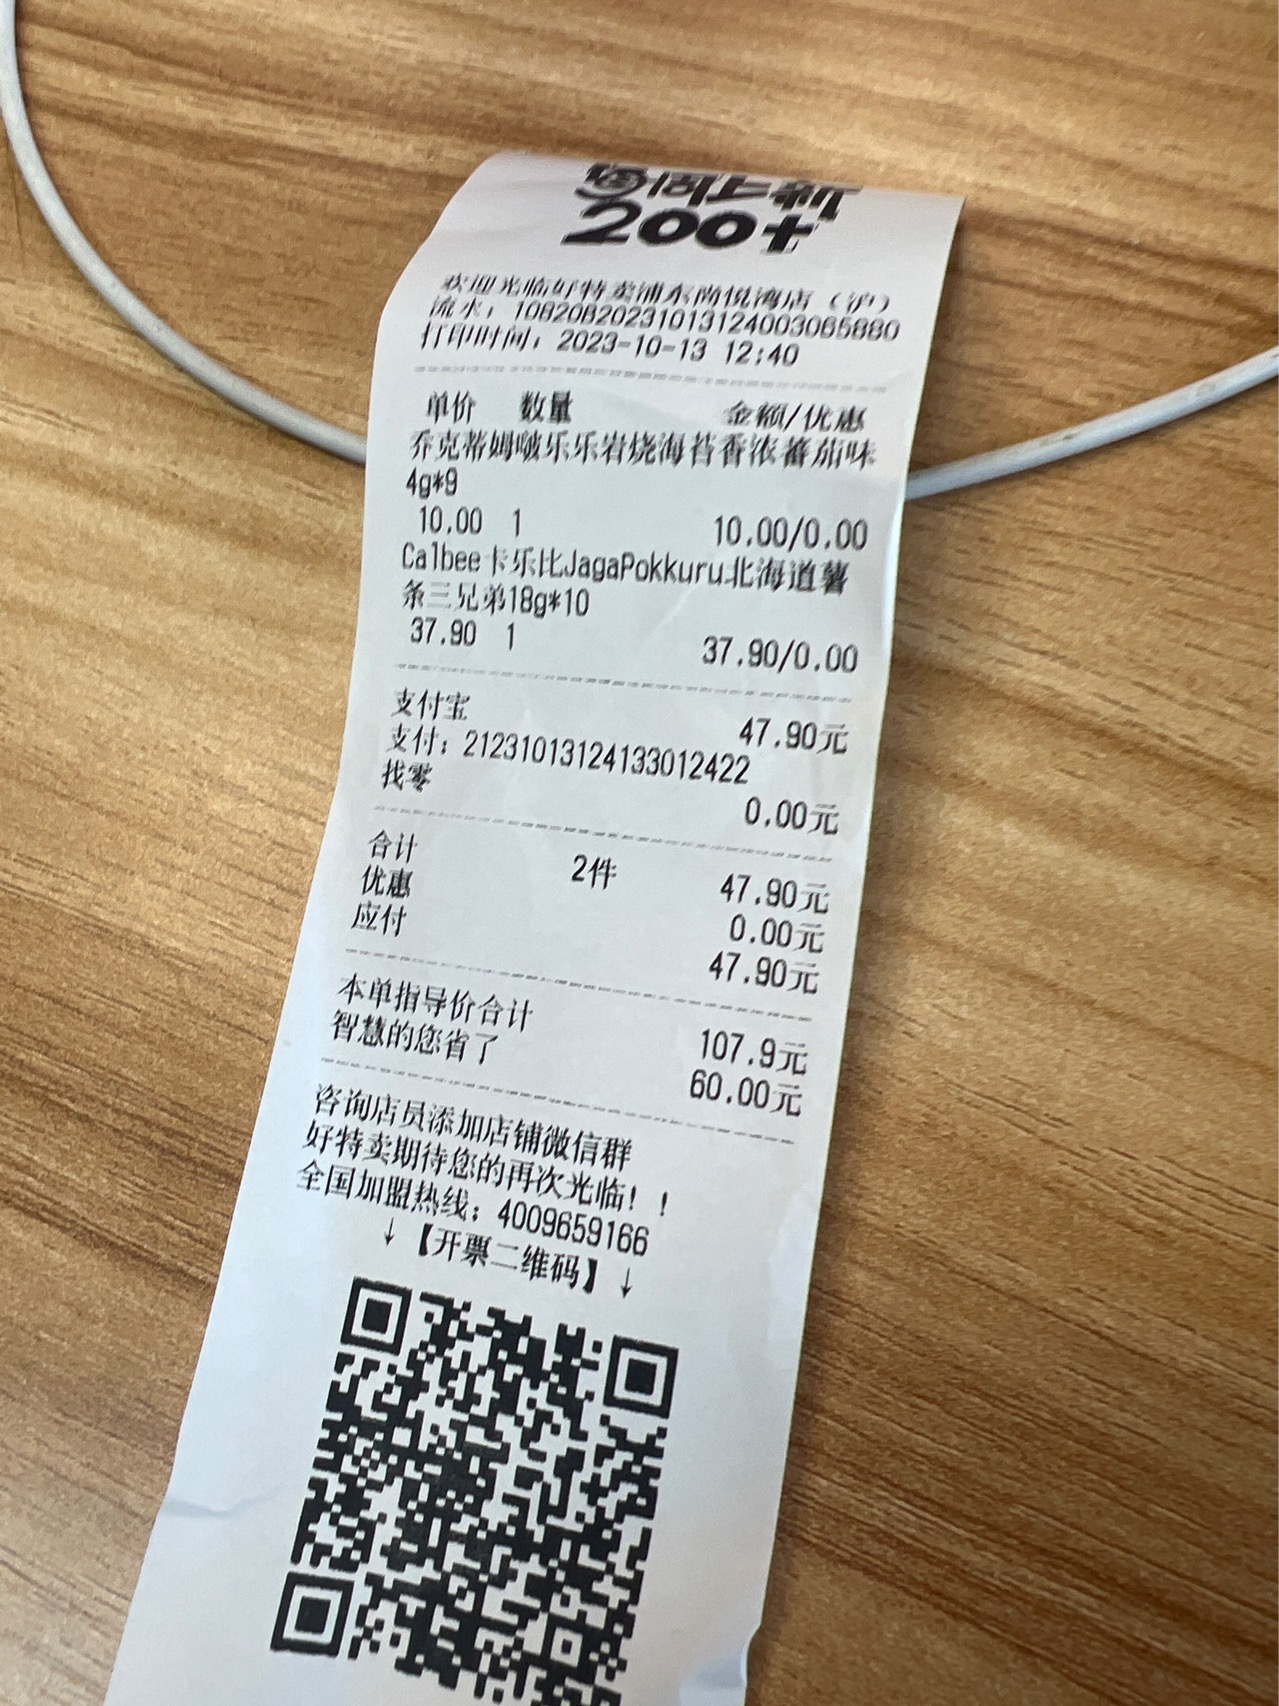 每周上新
200+
欢迎光临好特卖浦东尚悦湾店（沪）
流水：10B20B20231013124003065880
打印时间：2023-10-13 12:40
单价 数量 金额/优惠
乔克蒂姆啵乐乐岩烧海苔香浓蕃茄味
4g*9
10.00 1 10.00/0.00
Calbee卡乐比JagaPokkuru北海道薯
条三兄弟18g*10
37.90 1 37.90/0.00
支付宝 47.90元
支付：21231013124133012422
找零 0.00元
合计 2件 47.90元
优惠 0.00元
应付 47.90元
本单指导价合计 107.9元
智慧的您省了 60.00元
咨询店员添加店铺微信群
好特卖期待您的再次光临！！
全国加盟热线：4009659166
↓【开票二维码】↓